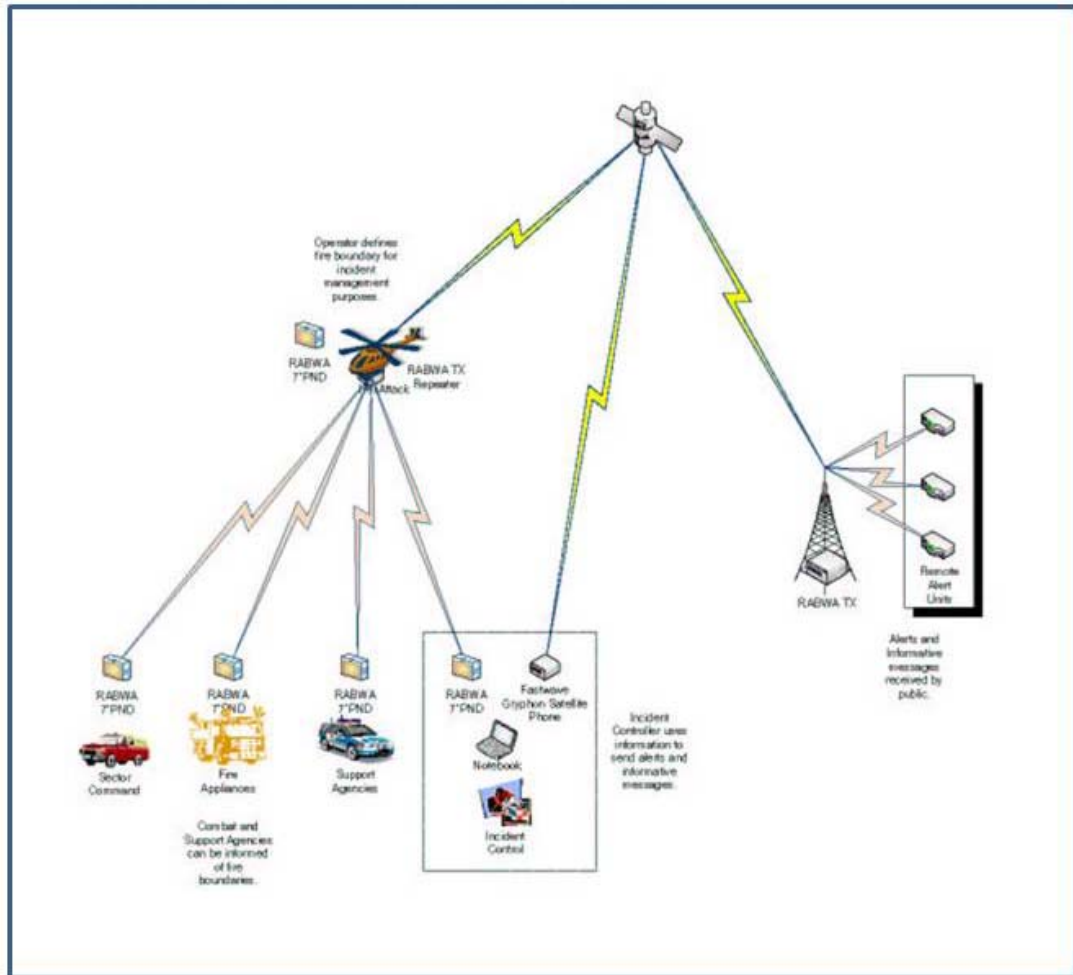 Operator defines
fire boundary for
incident
management
purposes.
RABWA
7"PND
RABWA TX
Repeater
Attack
RABWA TX
Remote
Alert
Units
Alerts and
Informative
messages
received by
public.
RABWA
7"PND
Sector
Command
RABWA
7"PND
Fire
Appliances
Combat and
Support Agencies
can be informed
of fire
boundaries.
RABWA
7"PND
Support
Agencies
RABWA
7"PND
Fastwave
Gryphon Satellite
Phone
Notebook
Incident
Control
Incident
Controller uses
information to
send alerts and
informative
messages.